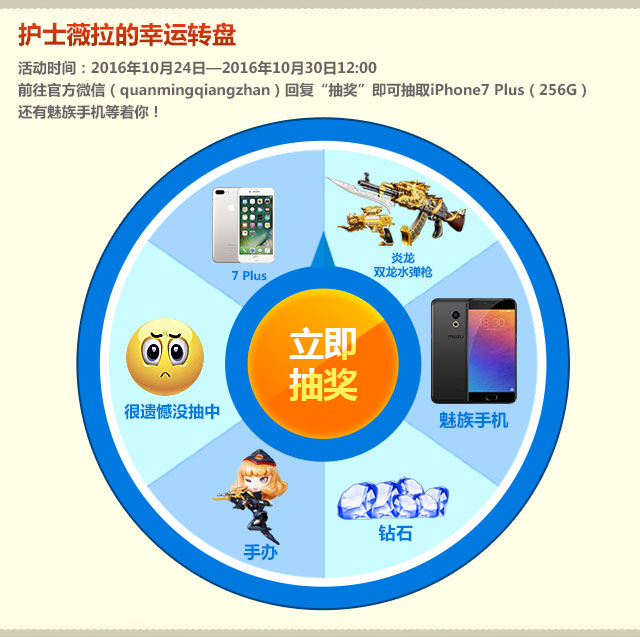 护士薇拉的幸运转盘
活动时间：2016年10月24日—2016年10月30日12:00
前往官方微信（quanmingqiangzhan）回复“抽奖”即可抽取iPhone7 Plus（256G）
还有魅族手机等着你！
7 Plus
炎龙
双龙水弹枪
立即
抽奖
很遗憾没抽中
魅族手机
手办
钻石
18:30
MEIZU